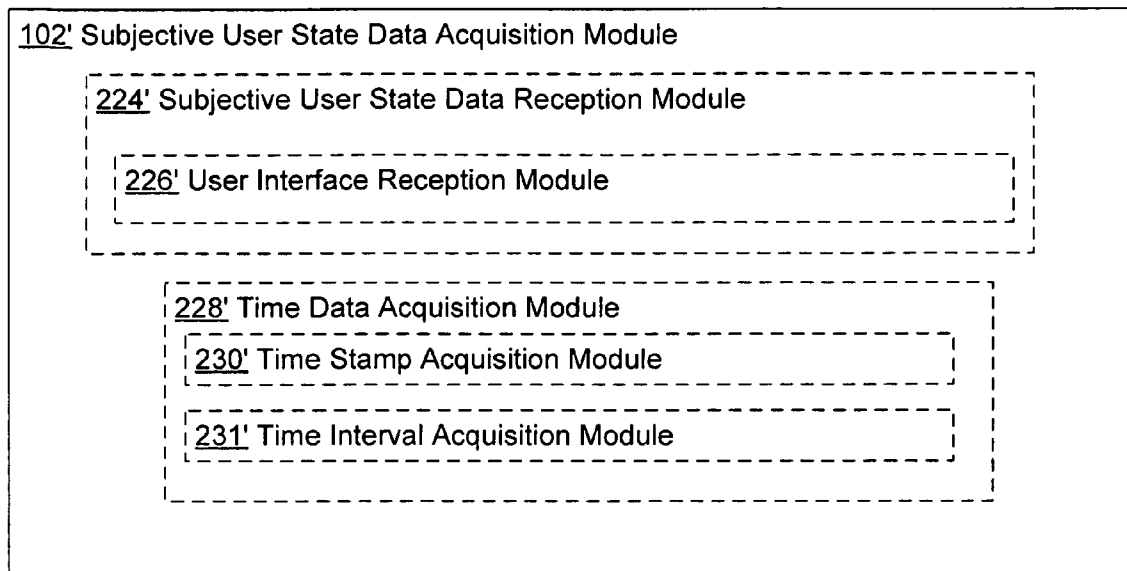 102' Subjective User State Data Acquisition Module
224' Subjective User State Data Reception Module
226' User Interface Reception Module
228' Time Data Acquisition Module
230' Time Stamp Acquisition Module
231' Time Interval Acquisition Module